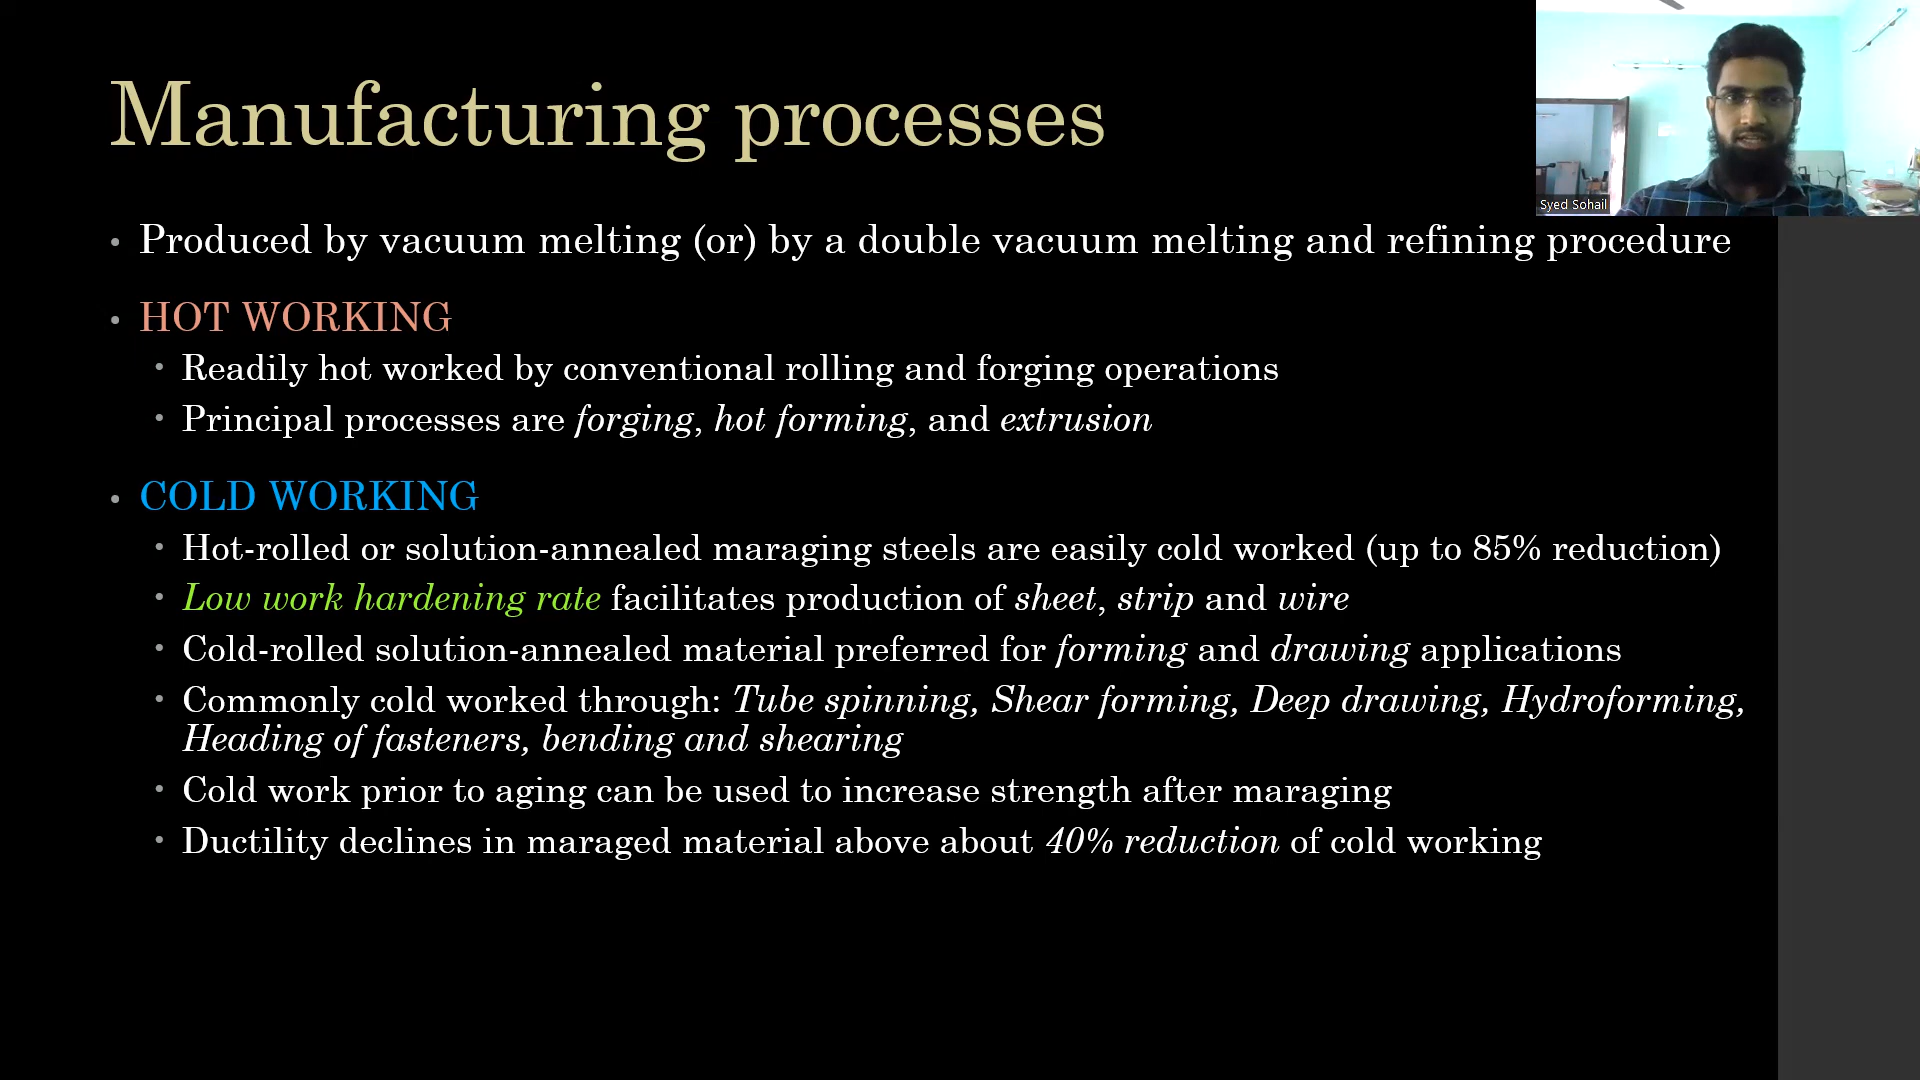 Manufacturing processes
Syed Sohail
• Produced by vacuum melting (or) by a double vacuum melting and refining procedure
• HOT WORKING
• Readily hot worked by conventional rolling and forging operations
• Principal processes are forging, hot forming, and extrusion
• COLD WORKING
• Hot-rolled or solution-annealed maraging steels are easily cold worked (up to 85% reduction)
• Low work hardening rate facilitates production of sheet, strip and wire
• Cold-rolled solution-annealed material preferred for forming and drawing applications
• Commonly cold worked through: Tube spinning, Shear forming, Deep drawing, Hydroforming,
Heading of fasteners, bending and shearing
• Cold work prior to aging can be used to increase strength after maraging
• Ductility declines in maraged material above about 40% reduction of cold working